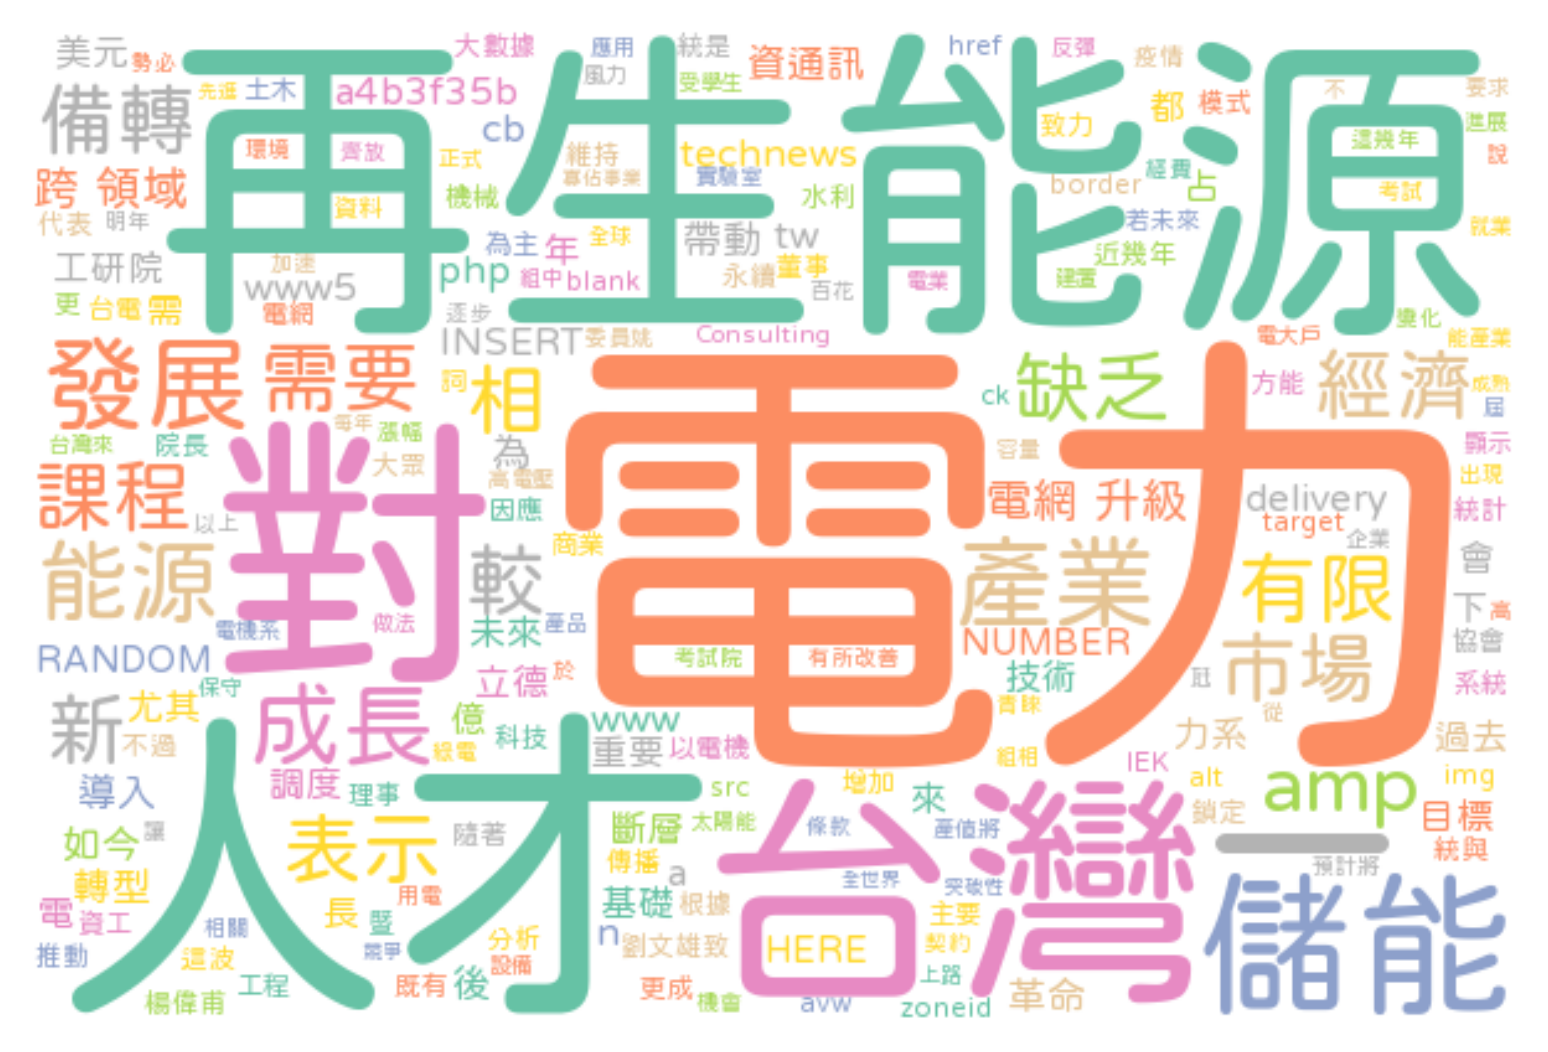 美元 勢必 大數據 應用 統是 href 反彈 疫情
先進 土木 a4b3f35b 風力 受學生 資通訊 不 要求
備轉 再生能源 cb technews 致力 都 模式 進展
環境 齊放 正式 維持 專佔事業 實驗室 這幾年 說
跨 領域 資料 機械 水利 border 經費 占 考試
代表 明年 為主 年 全球 帶動 tw 若未來 就業
工研院 加速 php 組中 blank 永續 董事 電業 近幾年 建置
更 台電 需 www5 電網 逐步 百花 變化
INSERT 委員姚 Consulting 電大戶 能產業
發展 需要 詞 相 ck 缺乏 方能 經濟 成熟 屆
台灣來 院長 每年 漲幅 為 電力 容量 顯示
課程 對 大眾 高電壓 出現
以上 因應 電網 升級 delivery 統計
商業 target 企業
能源 較 產業 有限 會
電機系 做法 未來 產品 下 高
RANDOM 考試院 有所改善 NUMBER 市場 協會
保守 立德 於 技術 系統
新 尤其 成長 億 www 青睞 從
不過 綠電 科技 重要 以電機 組相 力系 過去
導入 調度 理事 src 增加 IEK alt img
人才 台灣 來 amp 鎖定 目標
如今 讓 表示 隨著 斷層 太陽能 條款 產值將 一 統與
轉型 傳播 a 全世界 突破性 預計將
電 資工 用電 長 暨 基礎 根據 主要 儲能
推動 相關 這波 競爭 分析 設備 n 劉文雄致 HERE 契約
工程 既有 後 更成 上路
楊偉甫 機會 avw zoneid 革命